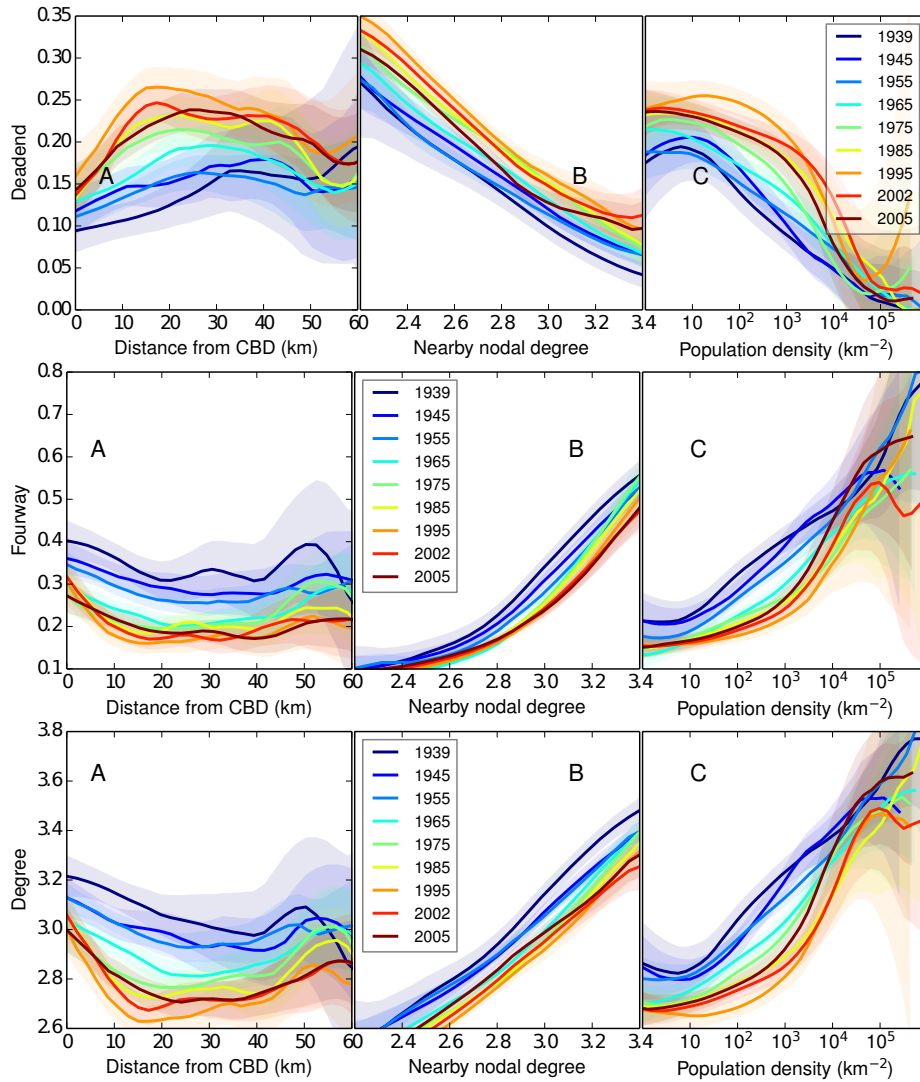 0.35
0.30
0.25
0.20
0.15
0.10
0.05
0.00
Deadend
A
B
C
1939
1945
1955
1965
1975
1985
1995
2002
2005
0 10 20 30 40 50 60
2.4 2.6 2.8 3.0 3.2 3.4
10 10² 10³ 10⁴ 10⁵
Distance from CBD (km)
Nearby nodal degree
Population density (km⁻²)
0.8
0.7
0.6
0.5
0.4
0.3
0.2
0.1
Fourway
A
B
C
1939
1945
1955
1965
1975
1985
1995
2002
2005
0 10 20 30 40 50 60
2.4 2.6 2.8 3.0 3.2 3.4
10 10² 10³ 10⁴ 10⁵
Distance from CBD (km)
Nearby nodal degree
Population density (km⁻²)
3.8
3.6
3.4
3.2
3.0
2.8
2.6
Degree
A
B
C
1939
1945
1955
1965
1975
1985
1995
2002
2005
0 10 20 30 40 50 60
2.4 2.6 2.8 3.0 3.2 3.4
10 10² 10³ 10⁴ 10⁵
Distance from CBD (km)
Nearby nodal degree
Population density (km⁻²)